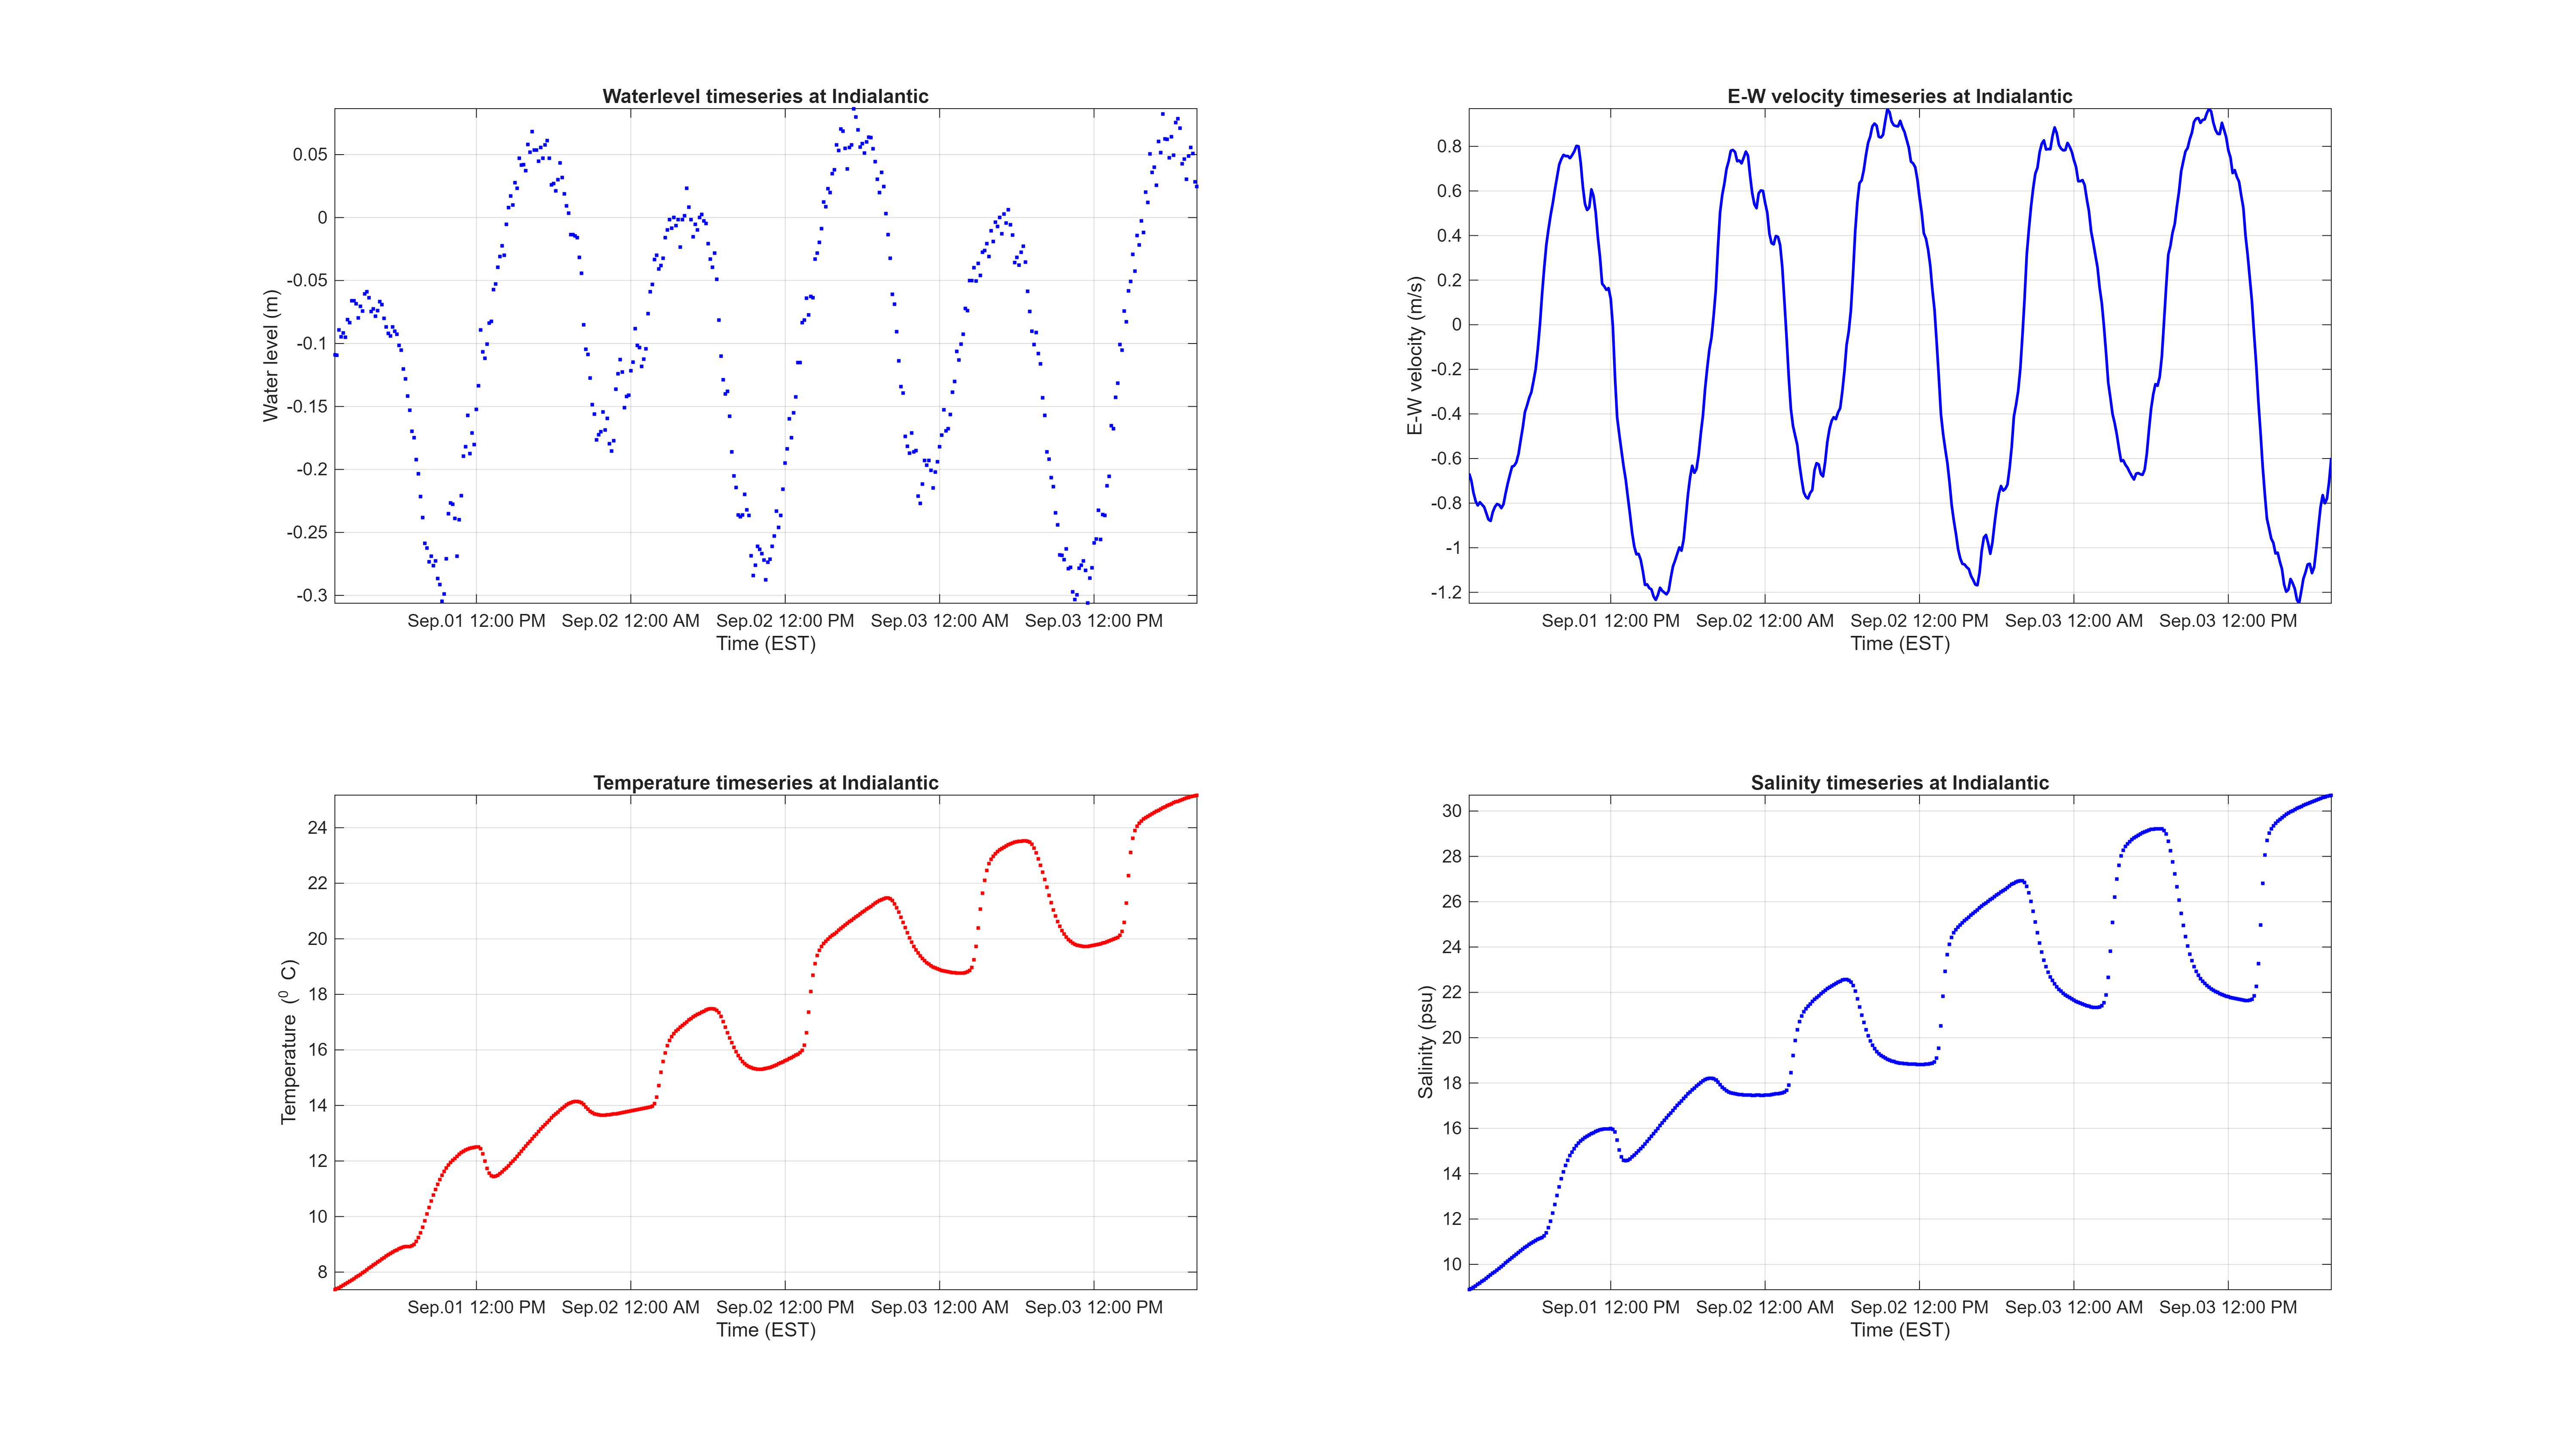 Waterlevel timeseries at Indialantic
0.05
0
-0.05
-0.1
-0.15
-0.2
-0.25
-0.3
Water level (m)
Sep.01 12:00 PM Sep.02 12:00 AM Sep.02 12:00 PM Sep.03 12:00 AM Sep.03 12:00 PM
Time (EST)
E-W velocity timeseries at Indialantic
0.8
0.6
0.4
0.2
0
-0.2
-0.4
-0.6
-0.8
-1
-1.2
E-W velocity (m/s)
Sep.01 12:00 PM Sep.02 12:00 AM Sep.02 12:00 PM Sep.03 12:00 AM Sep.03 12:00 PM
Time (EST)
Temperature timeseries at Indialantic
24
22
20
18
16
14
12
10
8
Temperature (⁰ C)
Sep.01 12:00 PM Sep.02 12:00 AM Sep.02 12:00 PM Sep.03 12:00 AM Sep.03 12:00 PM
Time (EST)
Salinity timeseries at Indialantic
30
28
26
24
22
20
18
16
14
12
10
Salinity (psu)
Sep.01 12:00 PM Sep.02 12:00 AM Sep.02 12:00 PM Sep.03 12:00 AM Sep.03 12:00 PM
Time (EST)